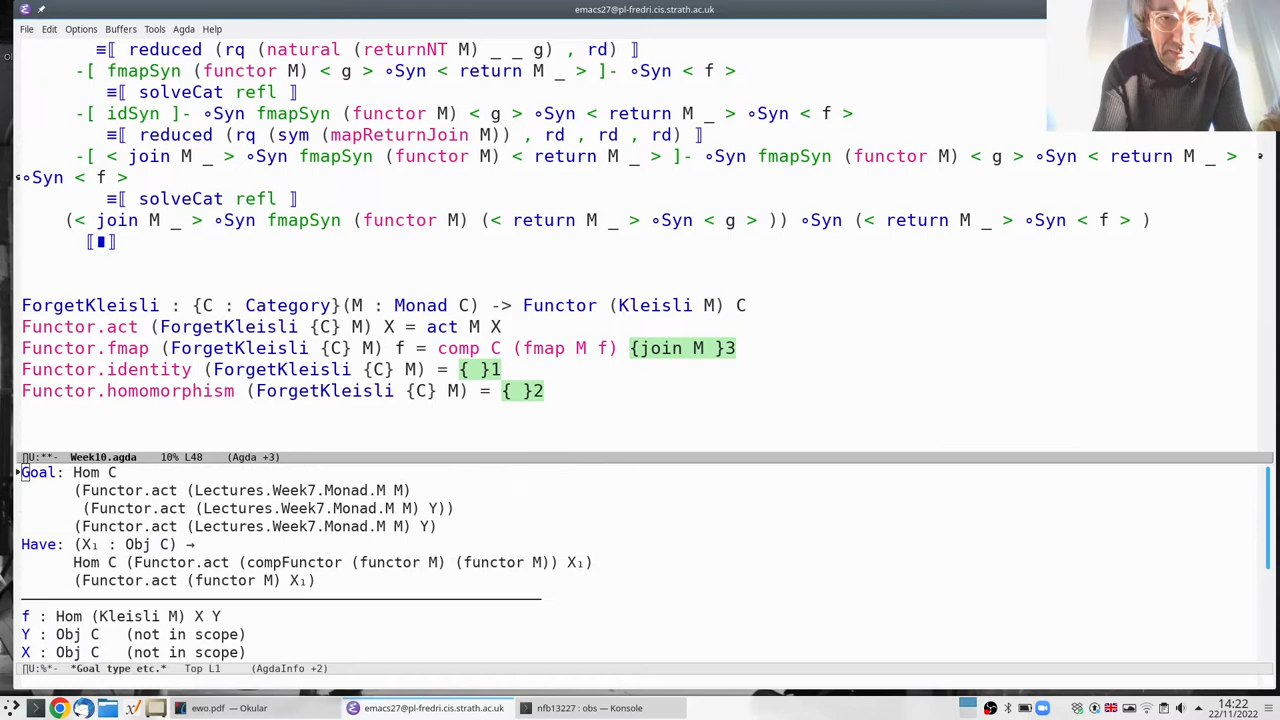 emacs27@pl-fredri.cis.strath.ac.uk
File Edit Options Buffers Tools Agda Help
≡⟦ reduced (rq (natural (returnNT M) _ _ g) , rd) ⟧
-[ fmapSyn (functor M) < g > ∘Syn < return M _ > ]- ∘Syn < f >
≡⟦ solveCat refl ⟧
-[ idSyn ]- ∘Syn fmapSyn (functor M) < g > ∘Syn < return M _ > ∘Syn < f >
≡⟦ reduced (rq (sym (mapReturnJoin M)) , rd , rd , rd) ⟧
-[ < join M _ > ∘Syn fmapSyn (functor M) < return M _ > ]- ∘Syn fmapSyn (functor M) < g > ∘Syn < return M _ >
∘Syn < f >
≡⟦ solveCat refl ⟧
(< join M _ > ∘Syn fmapSyn (functor M) (< return M _ > ∘Syn < g > )) ∘Syn (< return M _ > ∘Syn < f > )
⟦∎⟧
ForgetKleisli : {C : Category}(M : Monad C) -> Functor (Kleisli M) C
Functor.act (ForgetKleisli {C} M) X = act M X
Functor.fmap (ForgetKleisli {C} M) f = comp C (fmap M f) {join M }3
Functor.identity (ForgetKleisli {C} M) = { }1
Functor.homomorphism (ForgetKleisli {C} M) = { }2
U:**- Week10.agda 10% L48 (Agda +3)
Goal: Hom C
(Functor.act (Lectures.Week7.Monad.M M)
(Functor.act (Lectures.Week7.Monad.M M) Y))
(Functor.act (Lectures.Week7.Monad.M M) Y)
Have: (X₁ : Obj C) →
Hom C (Functor.act (compFunctor (functor M) (functor M)) X₁)
(Functor.act (functor M) X₁)
f : Hom (Kleisli M) X Y
Y : Obj C (not in scope)
X : Obj C (not in scope)
U:%*- *Goal type etc.* Top L1 (AgdaInfo +2)
ewo.pdf — Okular emacs27@pl-fredri.cis.strath.ac.uk nfb13227 : obs — Konsole 14:22
22/11/2022